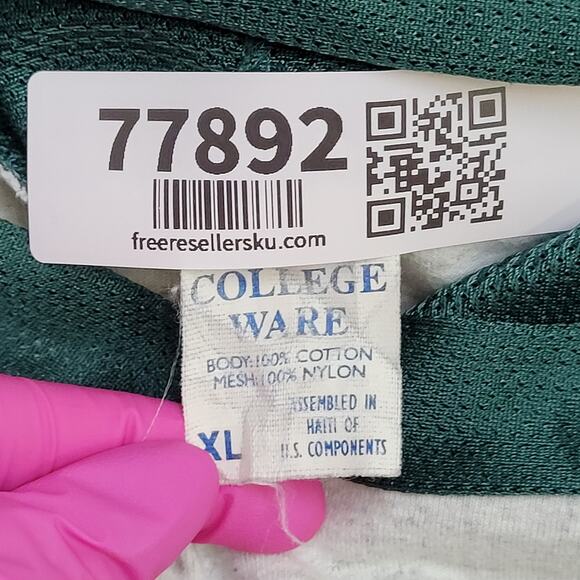 77892
freeresellersku.com
COLLEGE
WARE
BODY:100% COTTON
MESH:100% NYLON
ASSEMBLED IN
HAITI OF
XL U.S. COMPONENTS